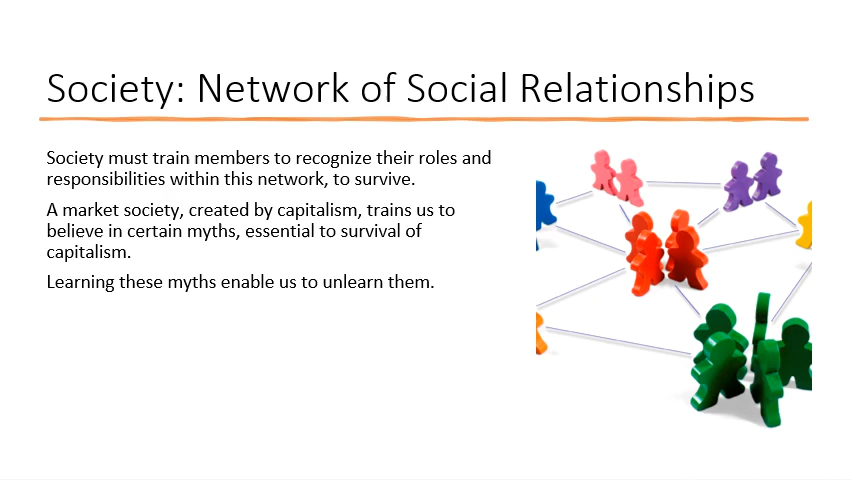 Society: Network of Social Relationships
Society must train members to recognize their roles and
responsibilities within this network, to survive.
A market society, created by capitalism, trains us to
believe in certain myths, essential to survival of
capitalism.
Learning these myths enable us to unlearn them.